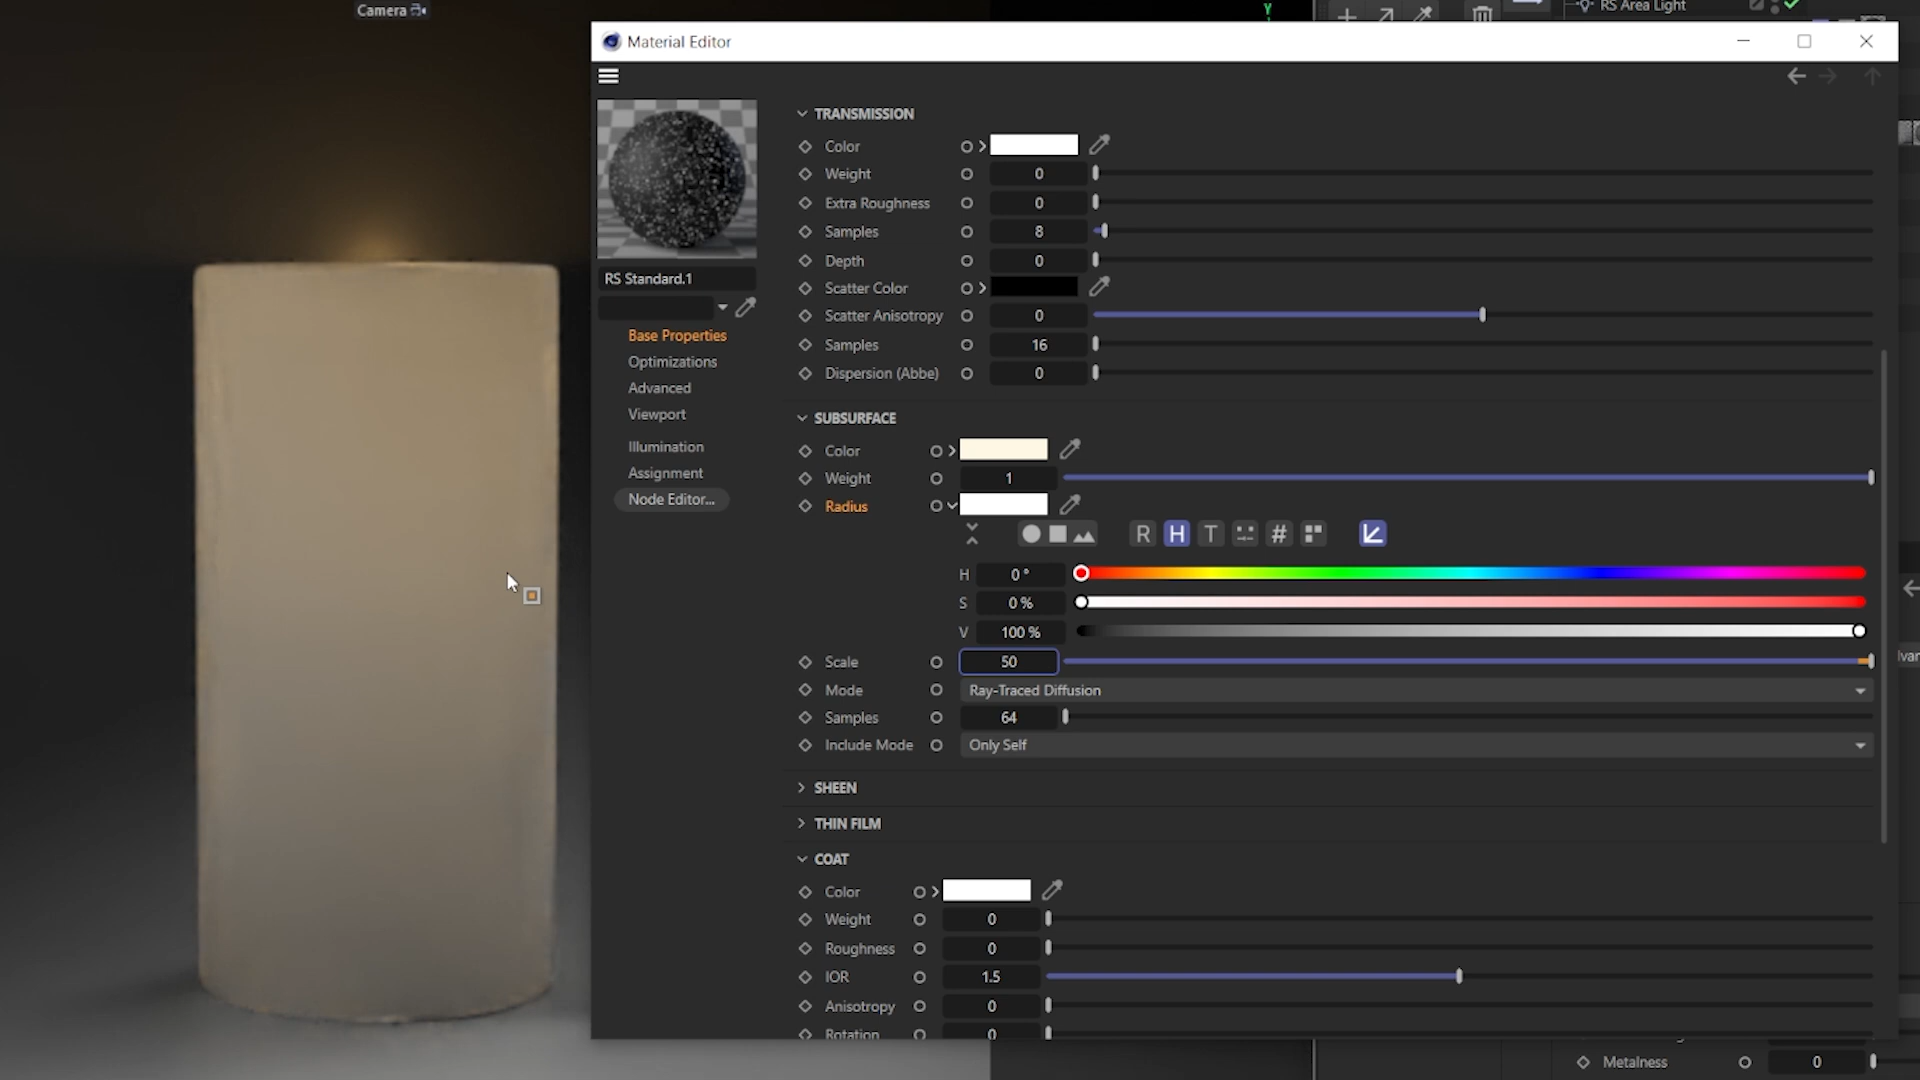 Camera
Y
RS Area Light
Material Editor
TRANSMISSION
Color
Weight 0
Extra Roughness 0
Samples 8
Depth 0
Scatter Color
Scatter Anisotropy 0
Samples 16
Dispersion (Abbe) 0
RS Standard.1
Base Properties
Optimizations
Advanced
Viewport
Illumination
Assignment
Node Editor...
SUBSURFACE
Color
Weight 1
Radius
R H T #
H 0 °
S 0 %
V 100 %
Scale 50
Mode Ray-Traced Diffusion
Samples 64
Include Mode Only Self
SHEEN
THIN FILM
COAT
Color
Weight 0
Roughness 0
IOR 1.5
Anisotropy 0
Rotation 0
Metalness 0